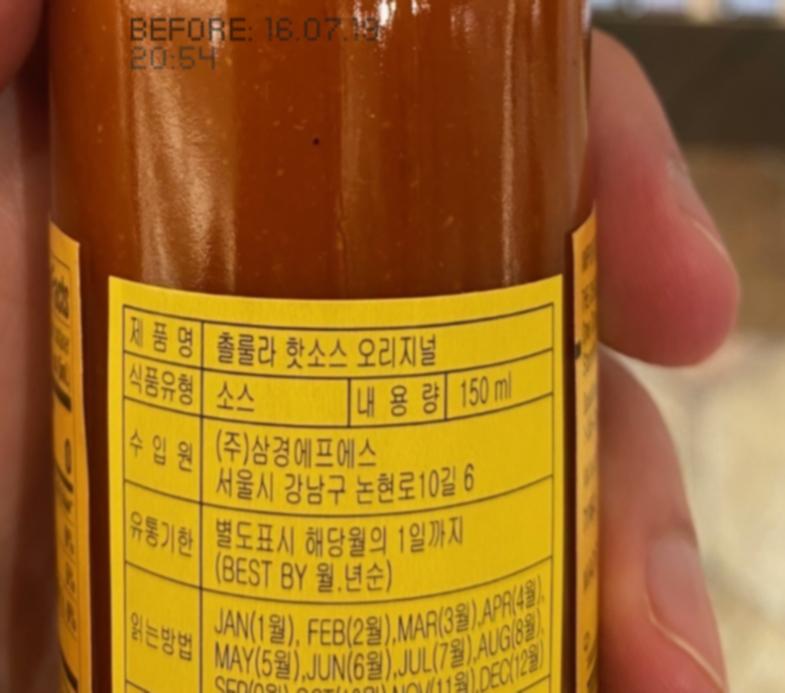 BEFORE: 16.07.19
20:54
제 품 명 촐룰라 핫소스 오리지널
식품유형 소스 내 용 량 150 ml
수 입 원 (주)삼경에프에스
서울시 강남구 논현로10길 6
유통기한 별도표시 해당월의 1일까지
(BEST BY 월.년순)
읽는방법 JAN(1월), FEB(2월),MAR(3월),APR(4월),
MAY(5월),JUN(6월),JUL(7월),AUG(8월),